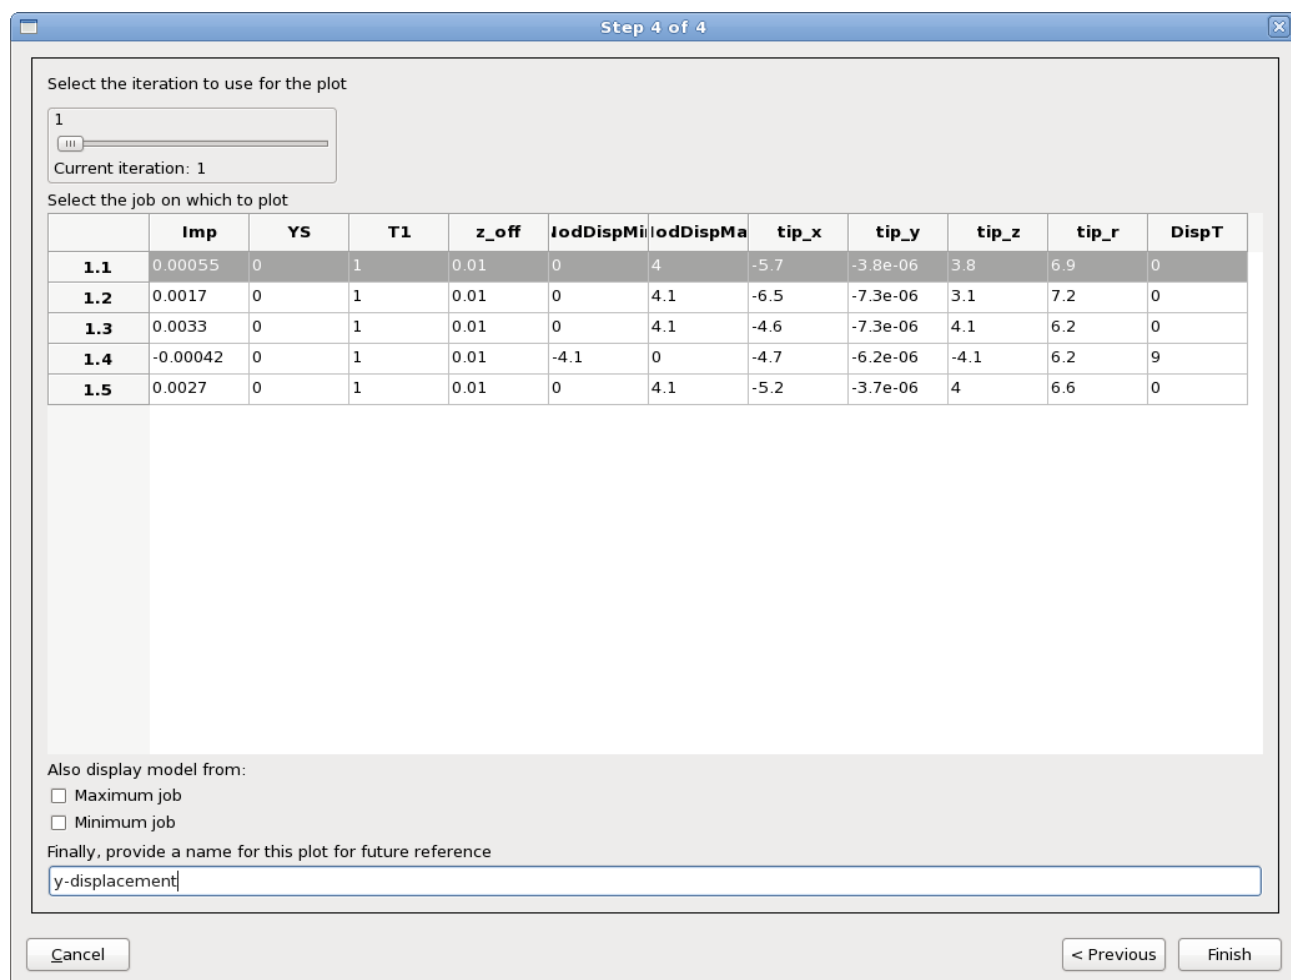 Step 4 of 4
Select the iteration to use for the plot
1
Current iteration: 1
Select the job on which to plot
Imp YS T1 z_off lodDispMi lodDispMa tip_x tip_y tip_z tip_r DispT
1.1 0.00055 0 1 0.01 0 4 -5.7 -3.8e-06 3.8 6.9 0
1.2 0.0017 0 1 0.01 0 4.1 -6.5 -7.3e-06 3.1 7.2 0
1.3 0.0033 0 1 0.01 0 4.1 -4.6 -7.3e-06 4.1 6.2 0
1.4 -0.00042 0 1 0.01 -4.1 0 -4.7 -6.2e-06 -4.1 6.2 9
1.5 0.0027 0 1 0.01 0 4.1 -5.2 -3.7e-06 4 6.6 0
Also display model from:
Maximum job
Minimum job
Finally, provide a name for this plot for future reference
y-displacement
Cancel < Previous Finish